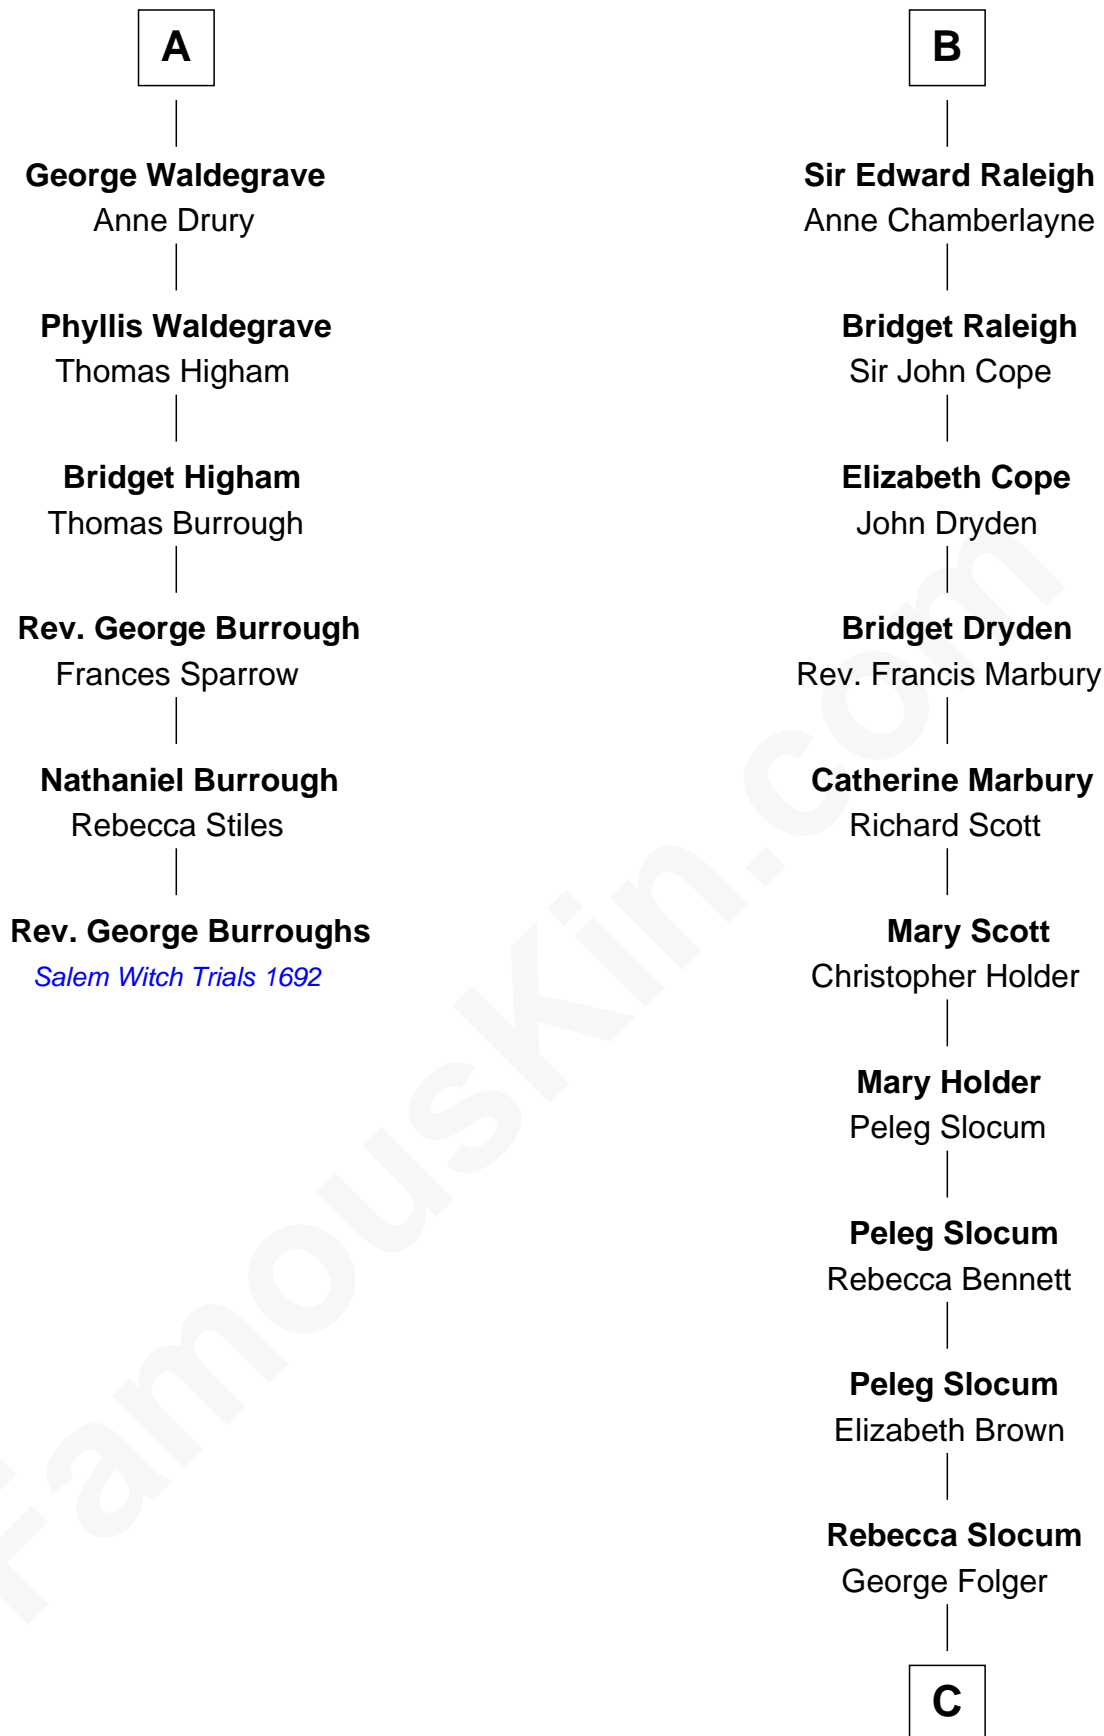 A
George Waldegrave
Anne Drury
Phyllis Waldegrave
Thomas Higham
Bridget Higham
Thomas Burrough
Rev. George Burrough
Frances Sparrow
Nathaniel Burrough
Rebecca Stiles
Rev. George Burroughs
Salem Witch Trials 1692
B
Sir Edward Raleigh
Anne Chamberlayne
Bridget Raleigh
Sir John Cope
Elizabeth Cope
John Dryden
Bridget Dryden
Rev. Francis Marbury
Catherine Marbury
Richard Scott
Mary Scott
Christopher Holder
Mary Holder
Peleg Slocum
Peleg Slocum
Rebecca Bennett
Peleg Slocum
Elizabeth Brown
Rebecca Slocum
George Folger
C
FamousKin.com